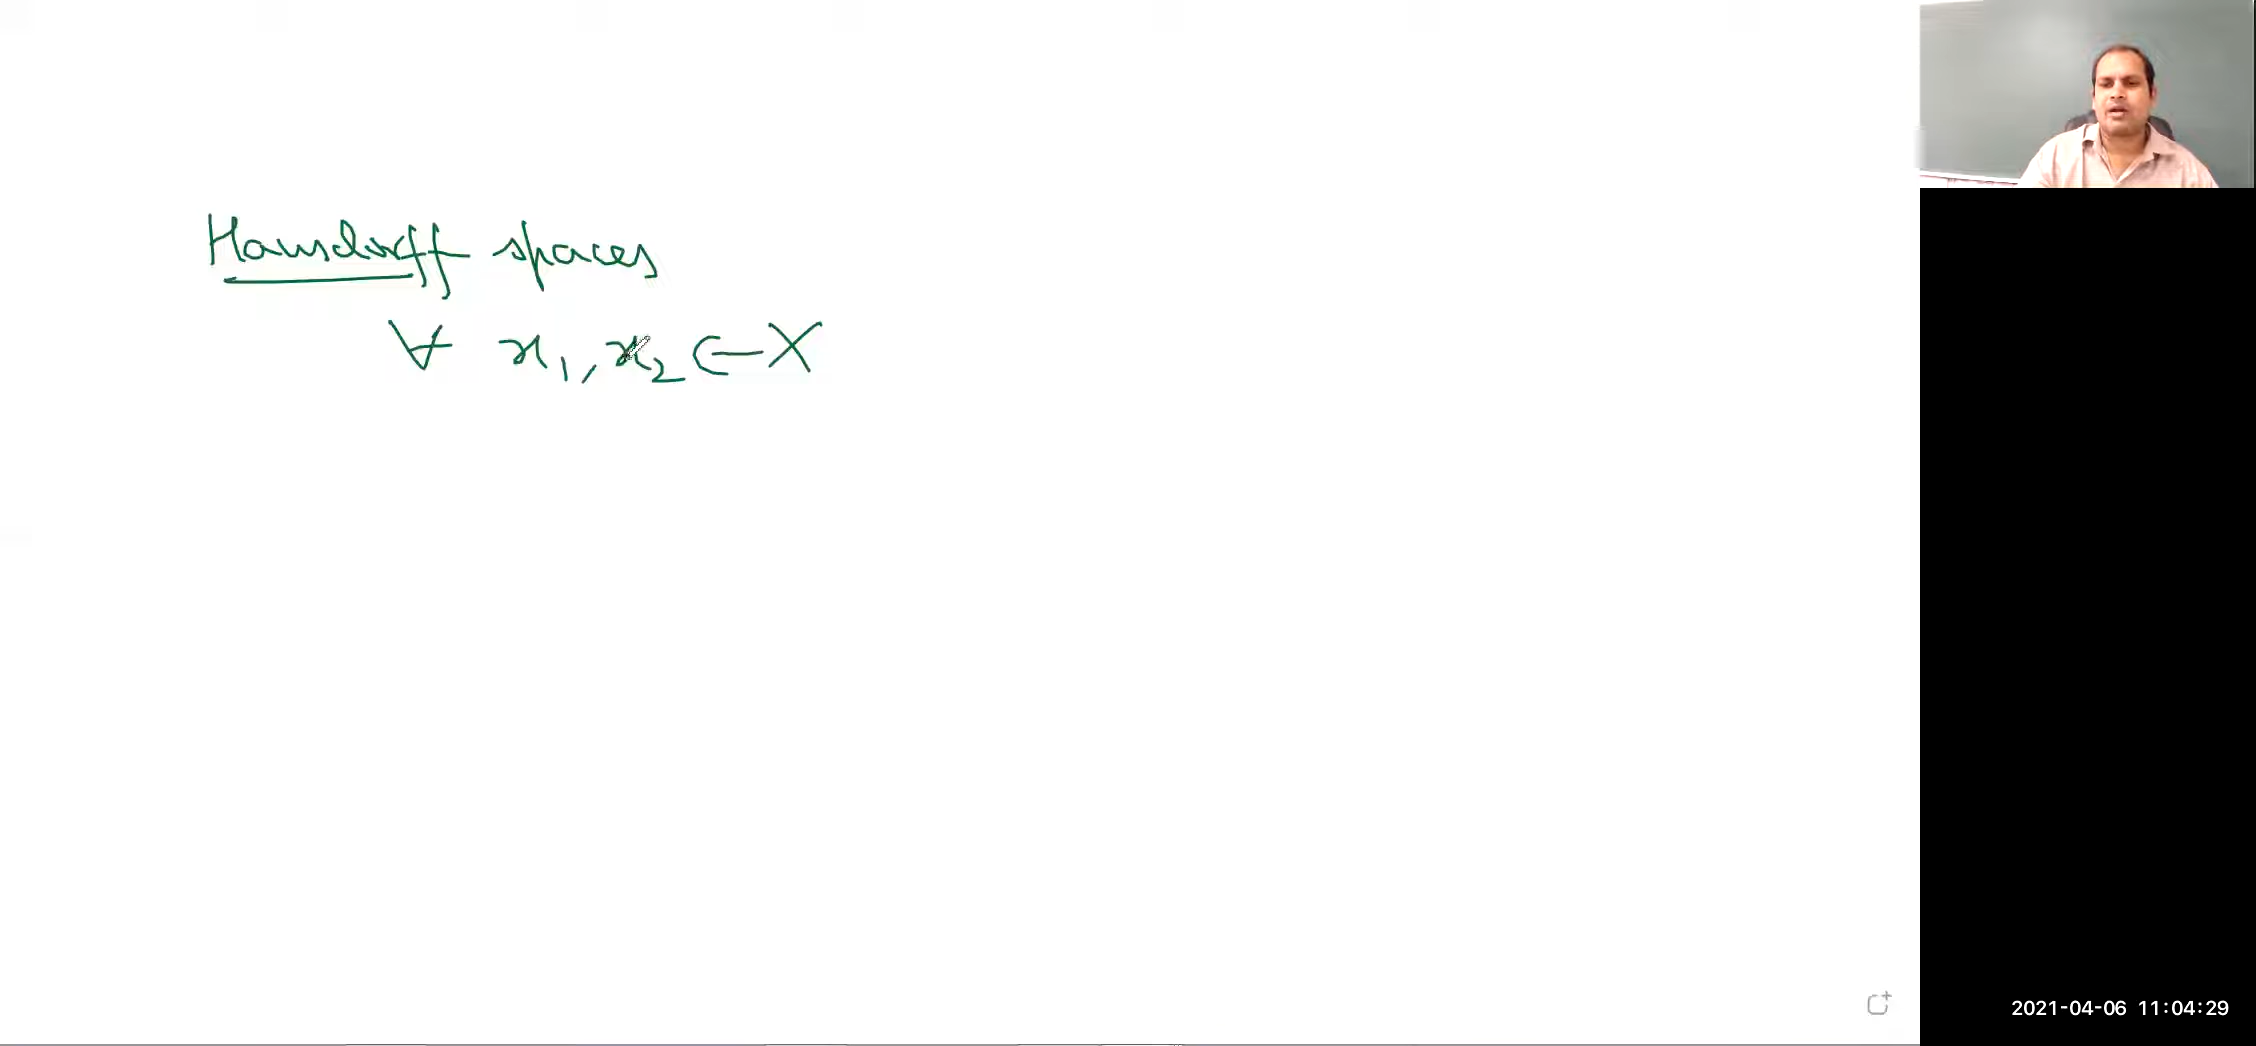 Hausdorff spaces
∀ x₁, x₂ ∈ X
2021-04-06 11:04:29